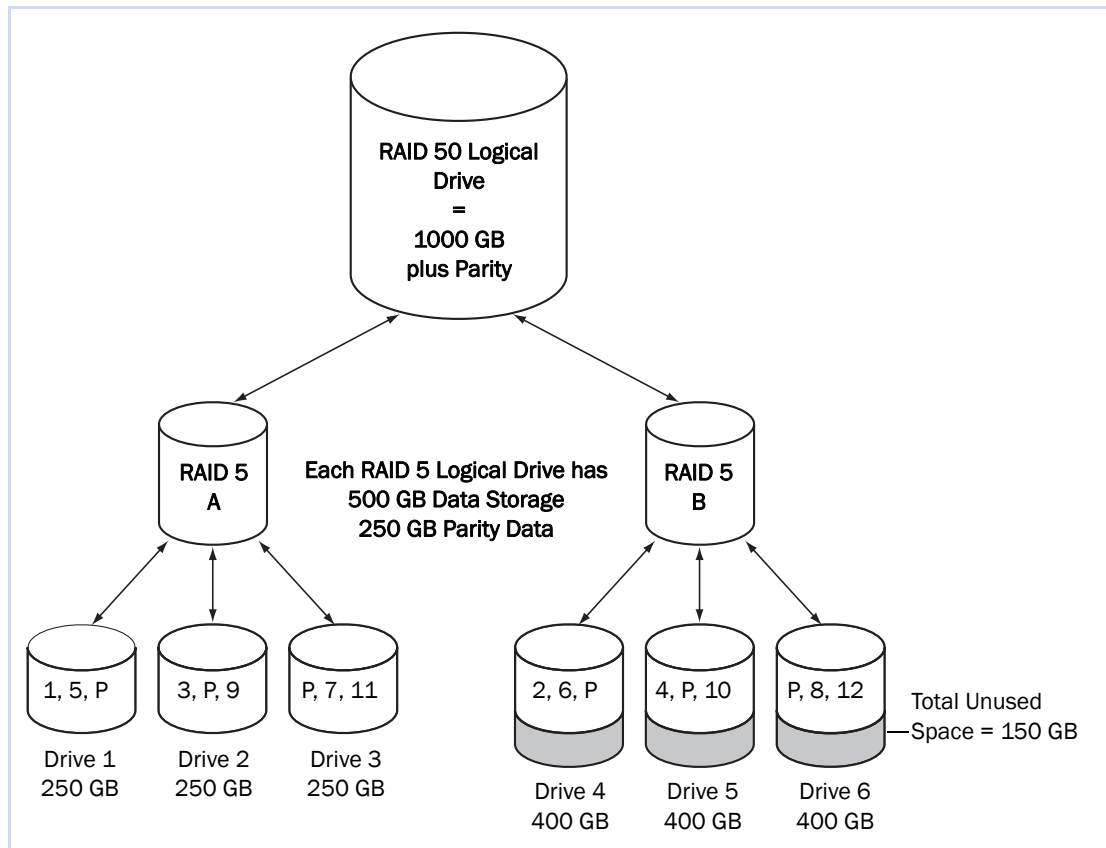 RAID 50 Logical
Drive
=
1000 GB
plus Parity
RAID 5
A
Each RAID 5 Logical Drive has
500 GB Data Storage
250 GB Parity Data
RAID 5
B
1, 5, P
3, P, 9
P, 7, 11
2, 6, P
4, P, 10
P, 8, 12
Total Unused
Space = 150 GB
Drive 1
250 GB
Drive 2
250 GB
Drive 3
250 GB
Drive 4
400 GB
Drive 5
400 GB
Drive 6
400 GB